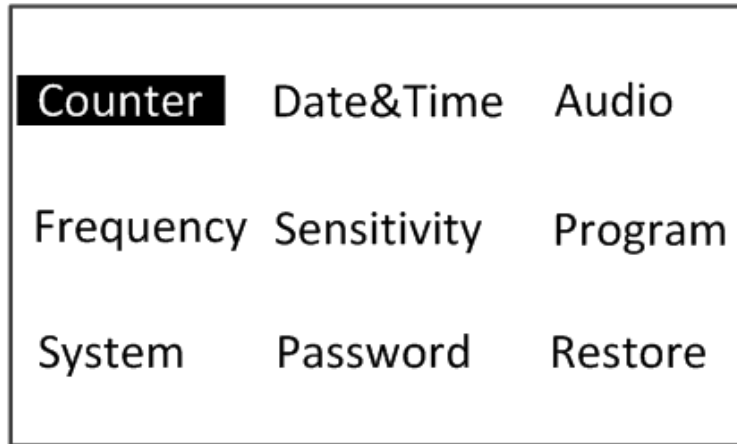 Counter Date&Time Audio
Frequency Sensitivity Program
System Password Restore